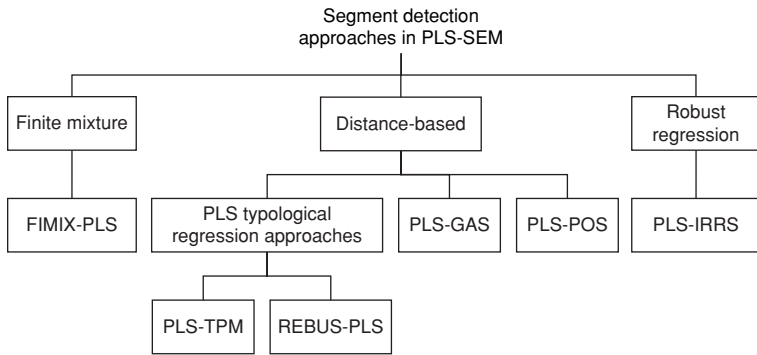 Segment detection
approaches in PLS-SEM
Finite mixture
Distance-based
Robust
regression
FIMIX-PLS
PLS typological
regression approaches
PLS-GAS
PLS-POS
PLS-IRRS
PLS-TPM
REBUS-PLS